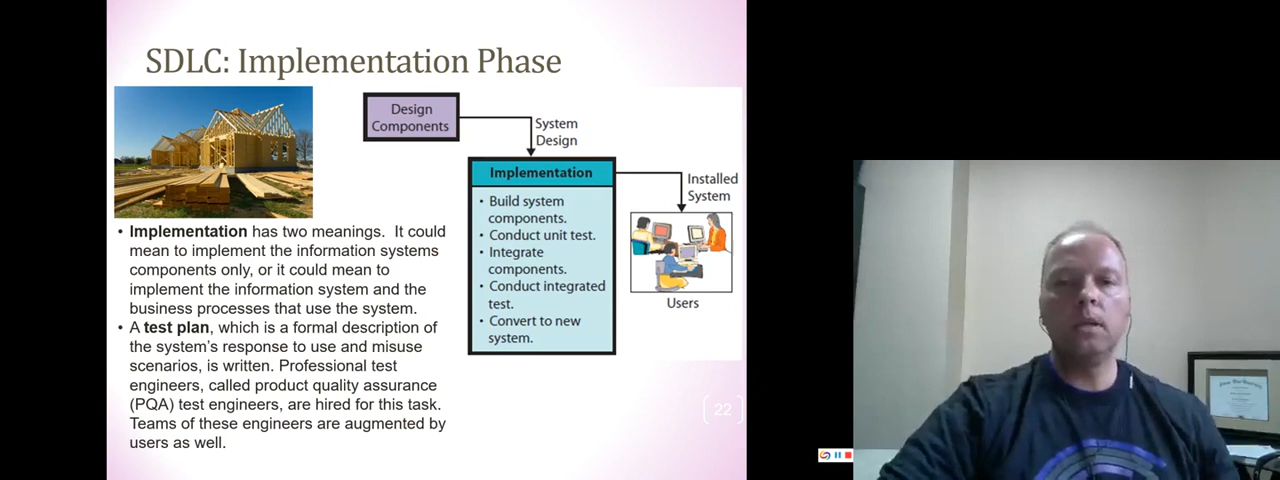 SDLC: Implementation Phase
Design
Components
System
Design
Implementation
• Build system
components.
• Conduct unit test.
• Integrate
components.
• Conduct integrated
test.
• Convert to new
system.
Installed
System
Users
• Implementation has two meanings. It could
mean to implement the information systems
components only, or it could mean to
implement the information system and the
business processes that use the system.
• A test plan, which is a formal description of
the system's response to use and misuse
scenarios, is written. Professional test
engineers, called product quality assurance
(PQA) test engineers, are hired for this task.
Teams of these engineers are augmented by
users as well.
22